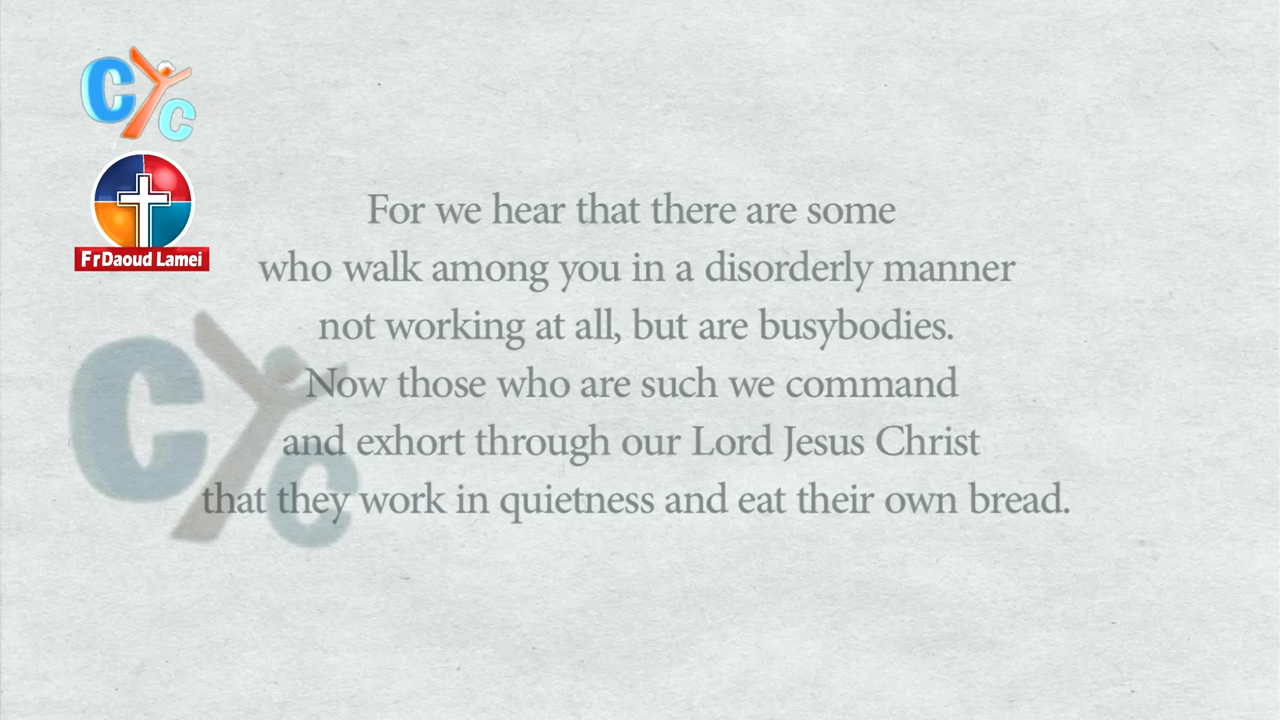 CYC
FrDaoud Lamei
For we hear that there are some
who walk among you in a disorderly manner
not working at all, but are busybodies.
Now those who are such we command
and exhort through our Lord Jesus Christ
that they work in quietness and eat their own bread.
CYC